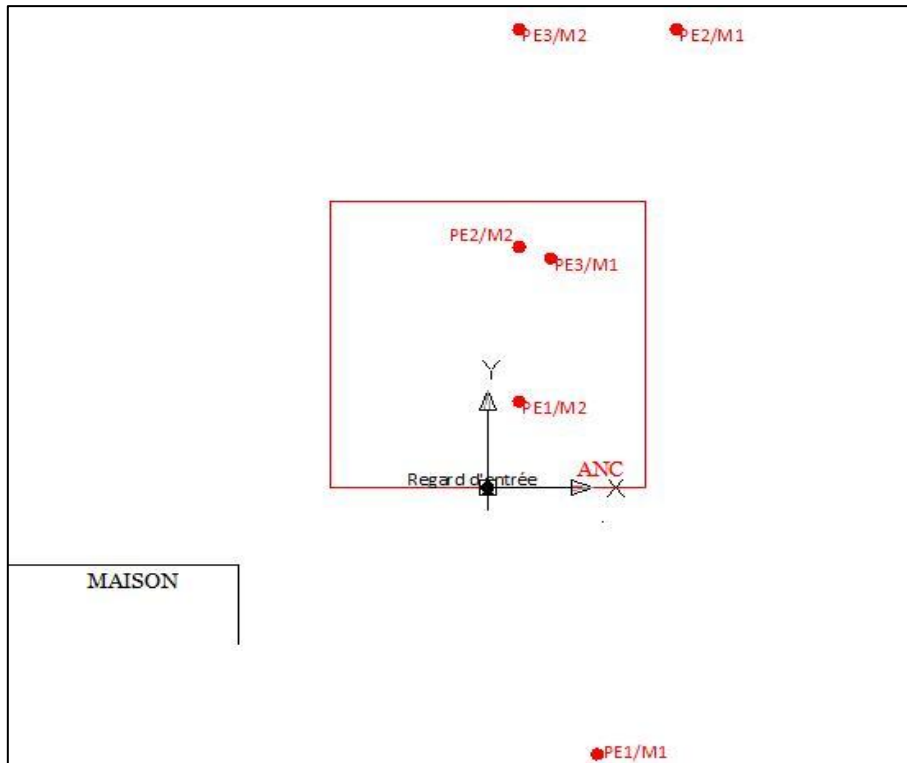 PE3/M2
PE2/M1
PE2/M2
PE3/M1
Y
PE1/M2
Regard d'entrée
ANC
X
MAISON
PE1/M1